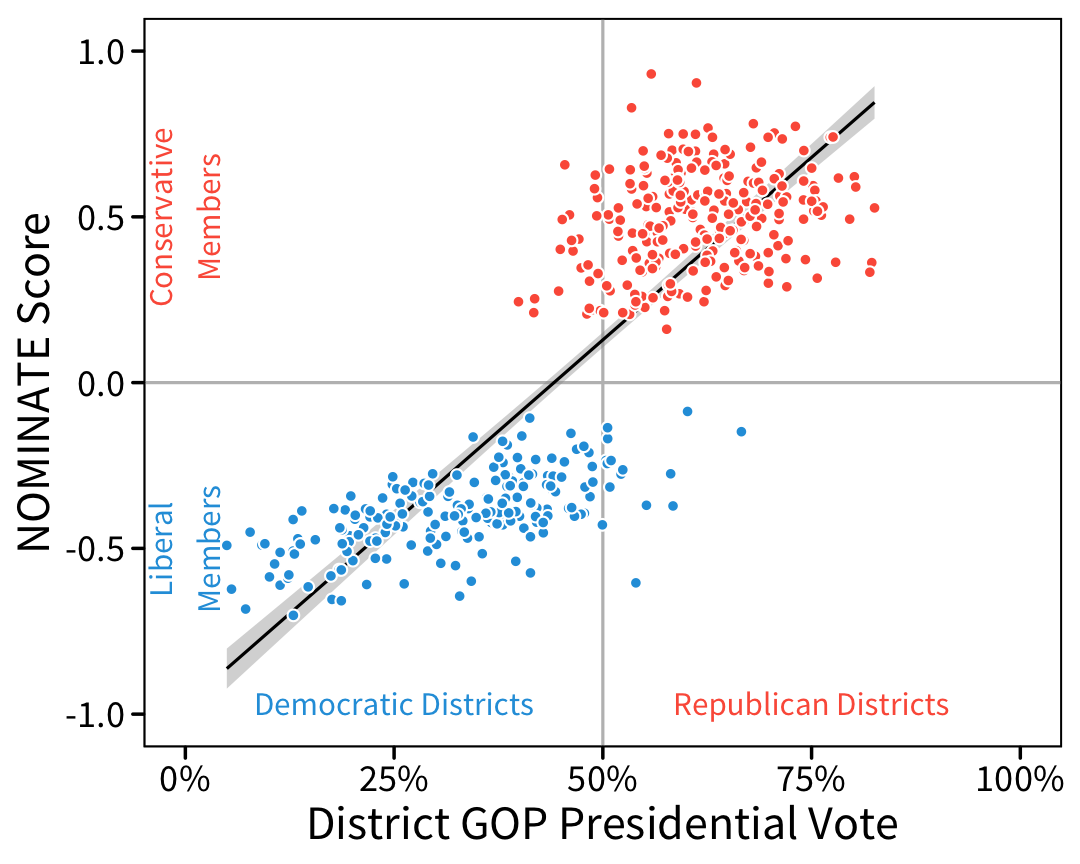 1.0
0.5
0.0
-0.5
-1.0
NOMINATE Score
Conservative
Members
Liberal
Members
Democratic Districts
Republican Districts
0%
25%
50%
75%
100%
District GOP Presidential Vote